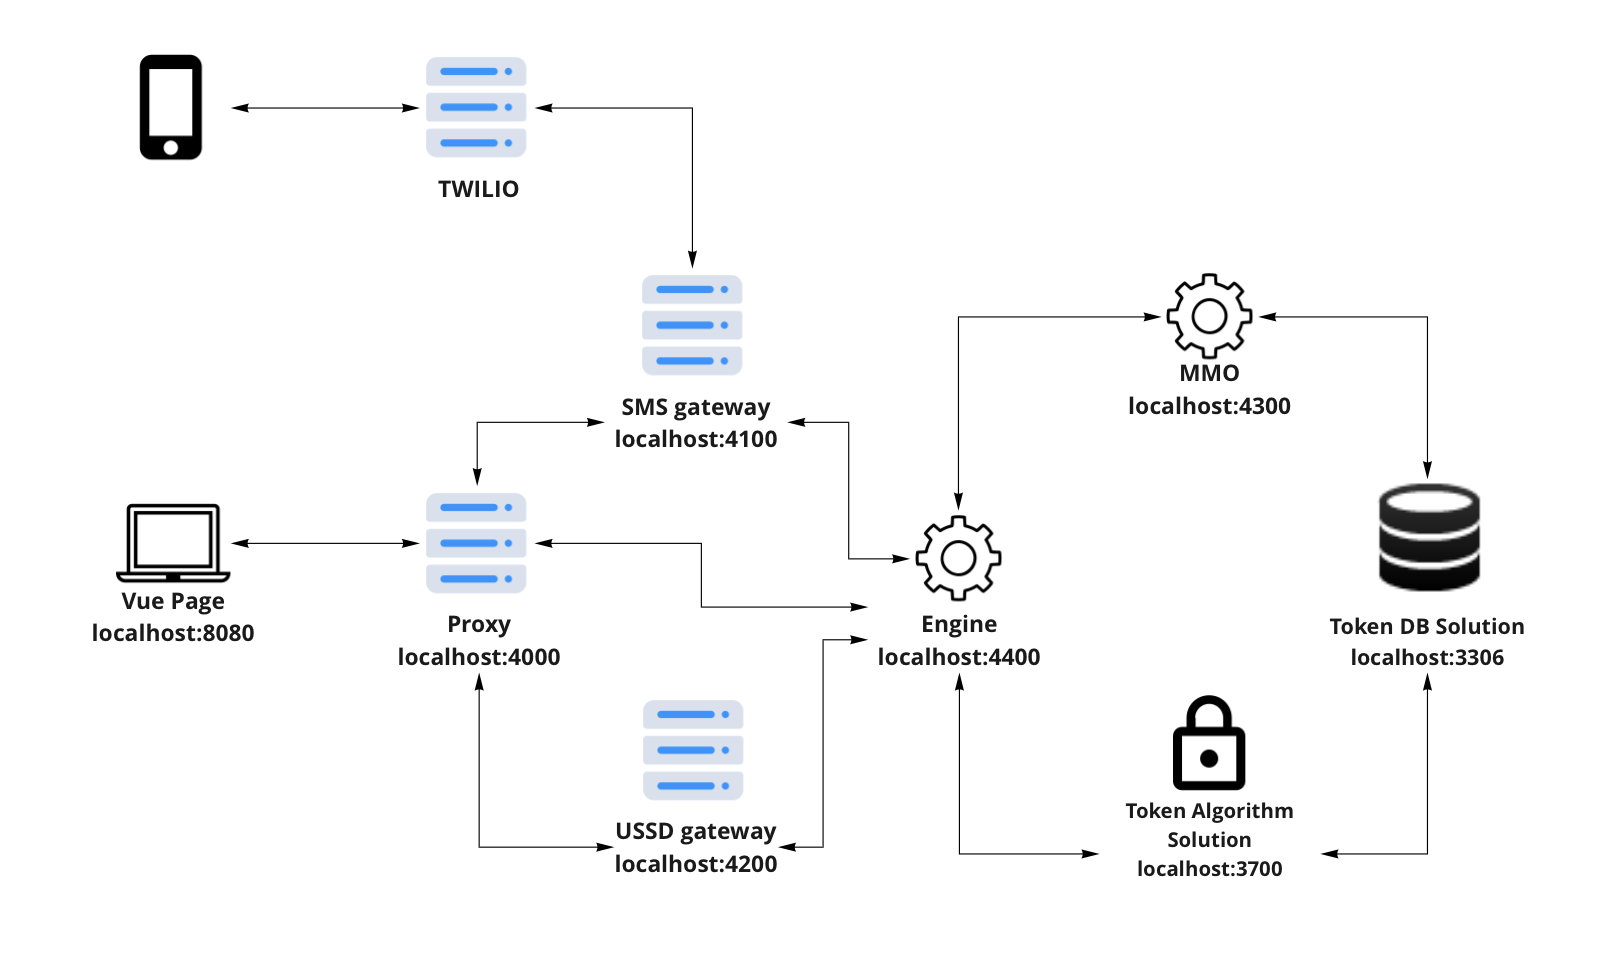 TWILIO
SMS gateway
localhost:4100
MMO
localhost:4300
Vue Page
localhost:8080
Proxy
localhost:4000
Engine
localhost:4400
Token DB Solution
localhost:3306
USSD gateway
localhost:4200
Token Algorithm
Solution
localhost:3700